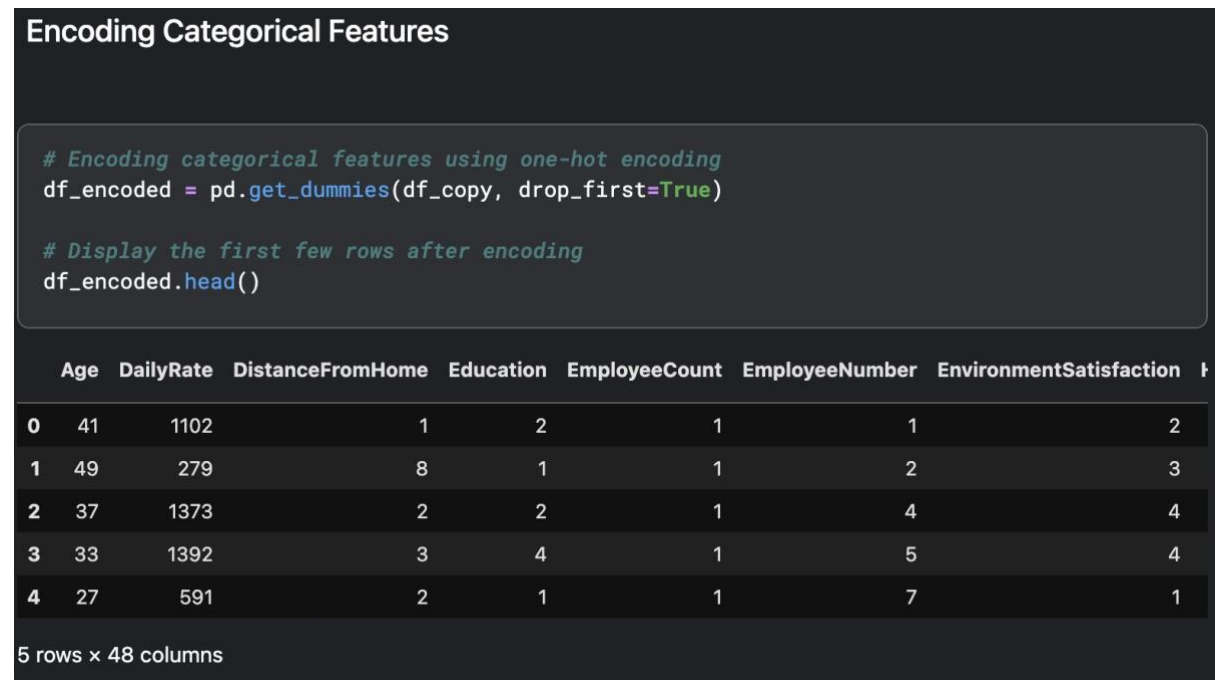 Encoding Categorical Features
# Encoding categorical features using one-hot encoding
df_encoded = pd.get_dummies(df_copy, drop_first=True)
# Display the first few rows after encoding
df_encoded.head()
Age DailyRate DistanceFromHome Education EmployeeCount EmployeeNumber EnvironmentSatisfaction
0 41 1102 1 2 1 1 2
1 49 279 8 1 1 2 3
2 37 1373 2 2 1 4 4
3 33 1392 3 4 1 5 4
4 27 591 2 1 1 7 1
5 rows × 48 columns